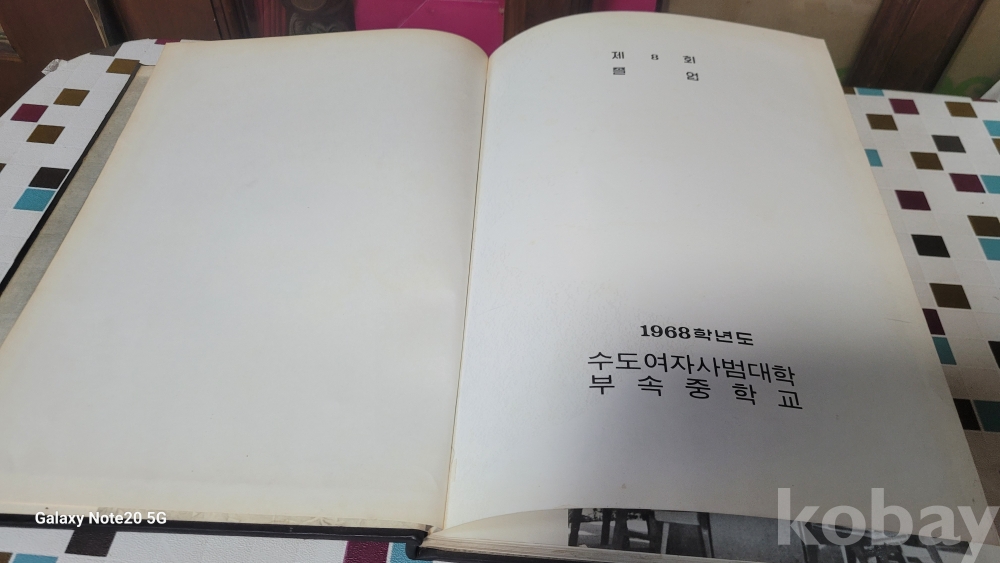 제 8 회
졸 업
1968학년도
수도여자사범대학
부 속 중 학 교
Galaxy Note20 5G
kobay